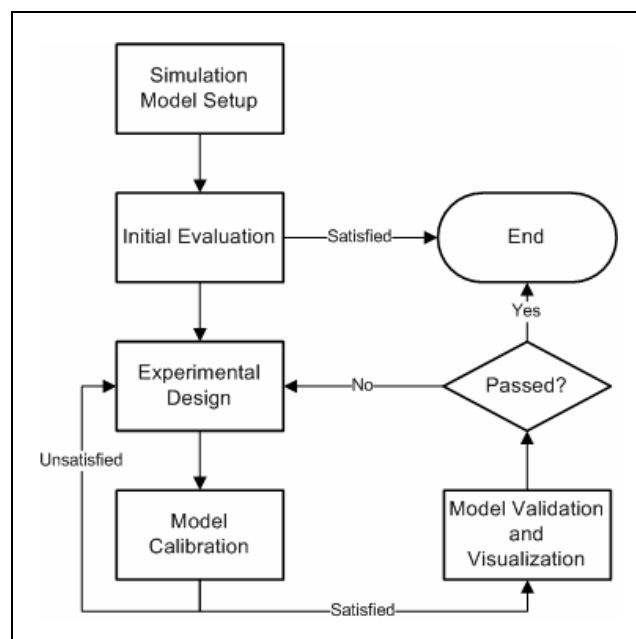 Simulation
Model Setup
Initial Evaluation
Satisfied
End
Yes
Experimental
Design
No
Passed?
Unsatisfied
Model
Calibration
Model Validation
and
Visualization
Satisfied